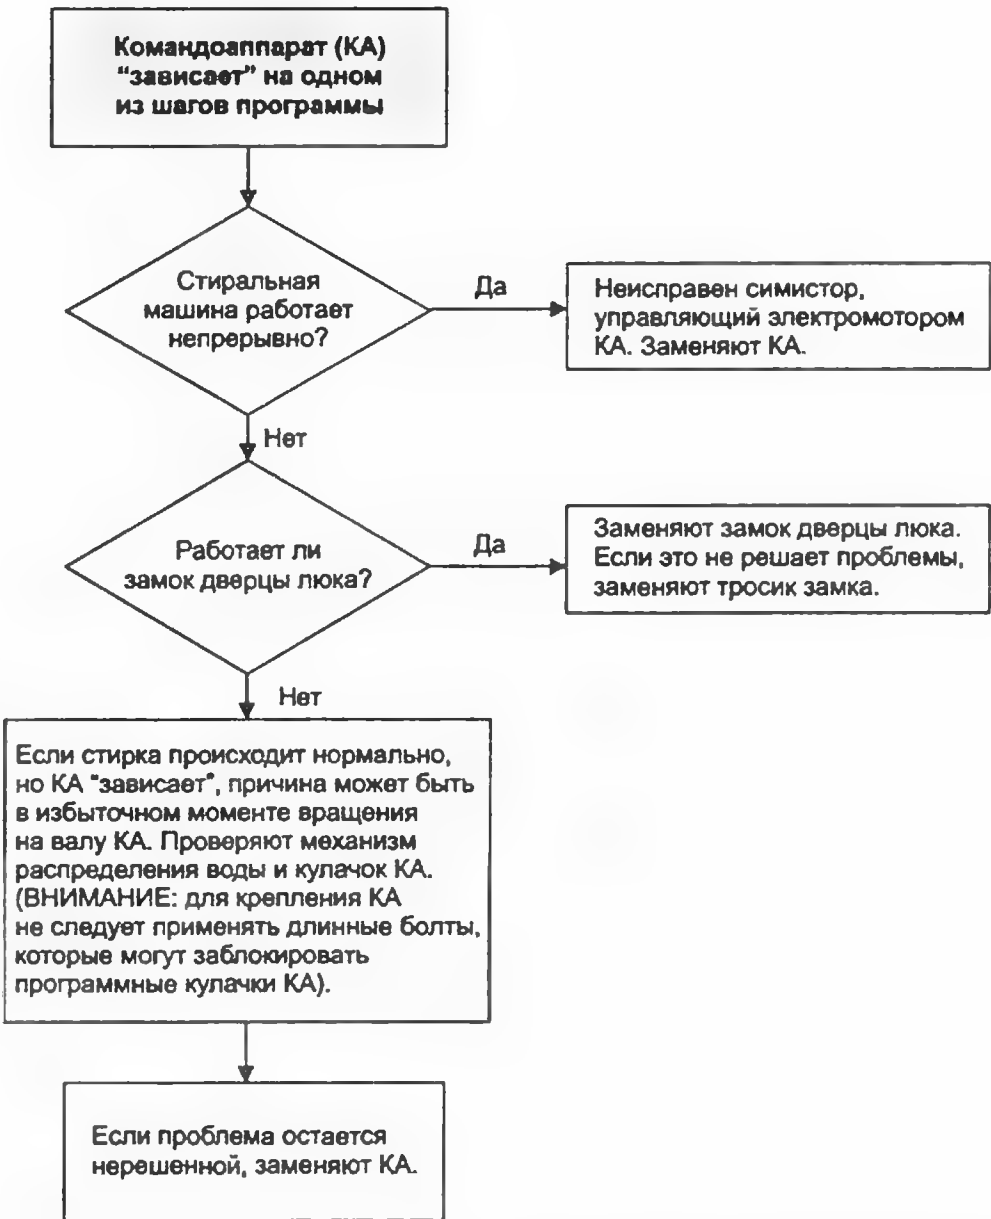 Командоаппарат (КА)
"зависает" на одном
из шагов программы
Стиральная
машина работает
непрерывно?
Да
Неисправен симистор,
управляющий электромотором
КА. Заменяют КА.
Нет
Работает ли
замок дверцы люка?
Да
Заменяют замок дверцы люка.
Если это не решает проблемы,
заменяют тросик замка.
Нет
Если стирка происходит нормально,
но КА "зависает", причина может быть
в избыточном моменте вращения
на валу КА. Проверяют механизм
распределения воды и кулачок КА.
(ВНИМАНИЕ: для крепления КА
не следует применять длинные болты,
которые могут заблокировать
программные кулачки КА).
Если проблема остается
нерешенной, заменяют КА.